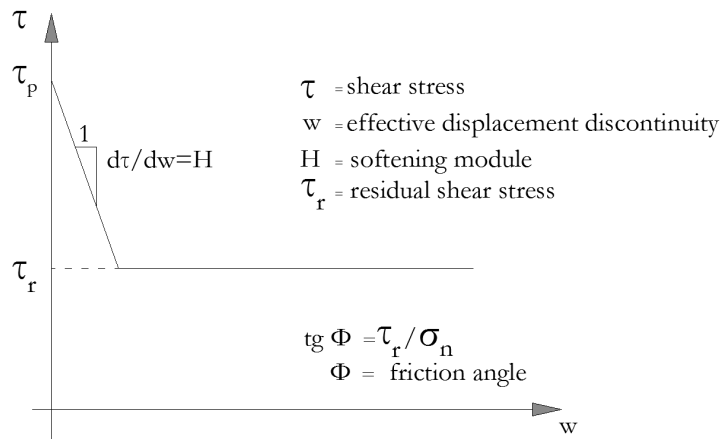 τ
τp
1
dτ/dw=H
τr
τ = shear stress
w = effective displacement discontinuity
H = softening module
τr = residual shear stress
tg Φ = τr/σn
Φ = friction angle
w